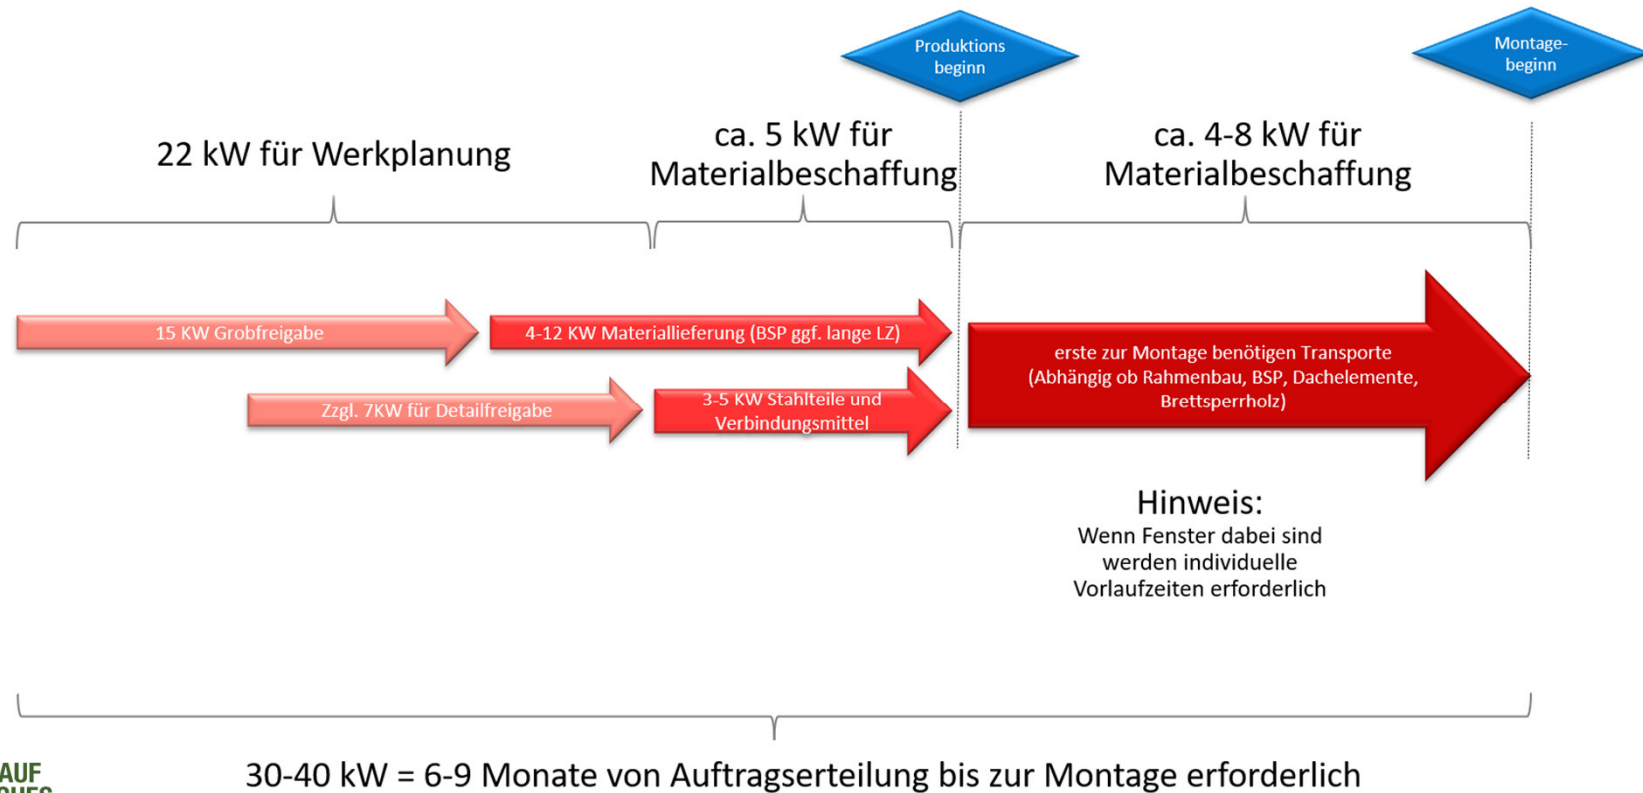 Produktions
beginn
Montage-
beginn
22 kW für Werkplanung
ca. 5 kW für
Materialbeschaffung
ca. 4-8 kW für
Materialbeschaffung
15 KW Grobfreigabe
4-12 KW Materiallieferung (BSP ggf. lange LZ)
Zzgl. 7KW für Detailfreigabe
3-5 KW Stahlteile und
Verbindungsmittel
erste zur Montage benötigen Transporte
(Abhängig ob Rahmenbau, BSP, Dachelemente,
Brettsperrholz)
Hinweis:
Wenn Fenster dabei sind
werden individuelle
Vorlaufzeiten erforderlich
30-40 kW = 6-9 Monate von Auftragserteilung bis zur Montage erforderlich
AUF